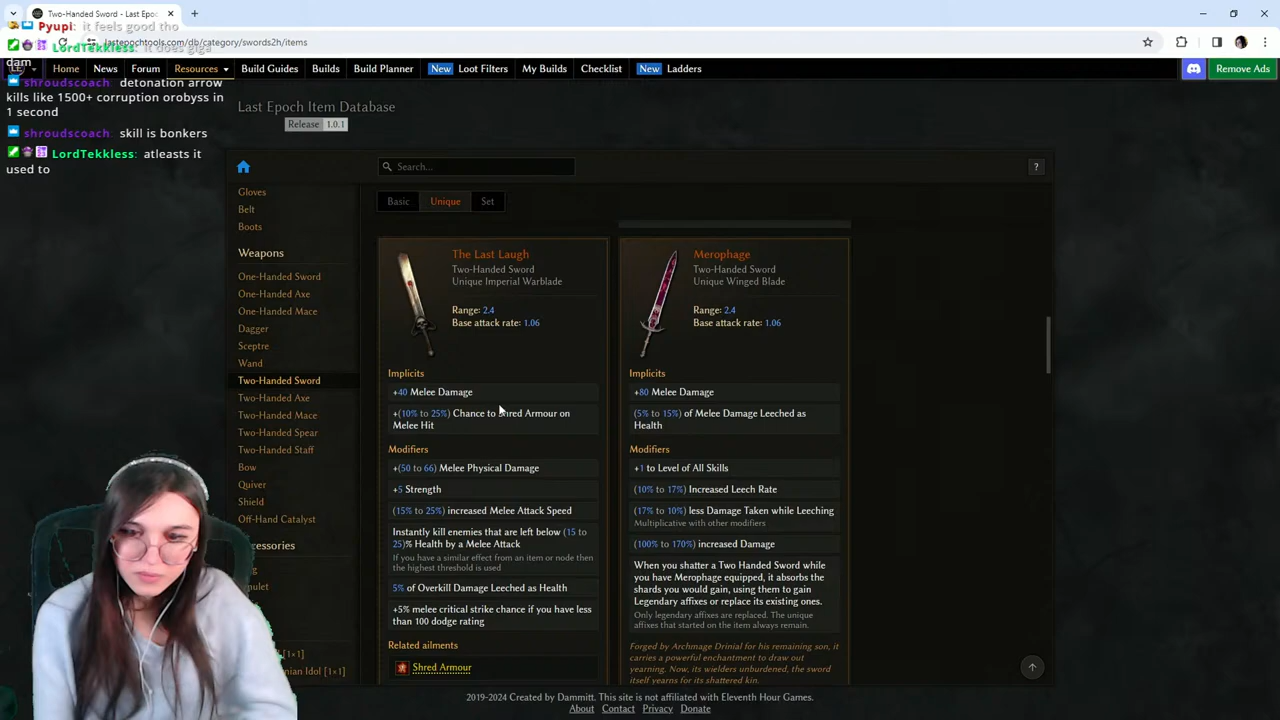 Two-Handed Sword - Last Epoc
Pyupi: it feels good tho
LordTekkless: it does giga
dam
shroudscoach: detonation arrow
kills like 1500+ corruption orobyss in
1 second
shroudscoach: skill is bonkers
LordTekkless: atleasts it
used to
lastepochtools.com/db/category/swords2h/items
Home
News
Forum
Resources
Build Guides
Builds
Build Planner
New Loot Filters
My Builds
Checklist
New Ladders
Remove Ads
Last Epoch Item Database
Release 1.0.1
Search...
?
Gloves
Belt
Boots
Weapons
One-Handed Sword
One-Handed Axe
One-Handed Mace
Dagger
Sceptre
Wand
Two-Handed Sword
Two-Handed Axe
Two-Handed Mace
Two-Handed Spear
Two-Handed Staff
Bow
Quiver
Shield
Off-Hand Catalyst
Basic
Unique
Set
The Last Laugh
Two-Handed Sword
Unique Imperial Warblade
Range: 2.4
Base attack rate: 1.06
Implicits
+40 Melee Damage
+(10% to 25%) Chance to Shred Armour on
Melee Hit
Modifiers
+(50 to 66) Melee Physical Damage
+5 Strength
(15% to 25%) increased Melee Attack Speed
Instantly kill enemies that are left below (15 to
25)% Health by a Melee Attack
If you have a similar effect from an item or node then
the highest threshold is used
5% of Overkill Damage Leeched as Health
+5% melee critical strike chance if you have less
than 100 dodge rating
Related ailments
Shred Armour
Merophage
Two-Handed Sword
Unique Winged Blade
Range: 2.4
Base attack rate: 1.06
Implicits
+80 Melee Damage
(5% to 15%) of Melee Damage Leeched as
Health
Modifiers
+1 to Level of All Skills
(10% to 17%) Increased Leech Rate
(17% to 10%) less Damage Taken while Leeching
Multiplicative with other modifiers
(100% to 170%) increased Damage
When you shatter a Two Handed Sword while
you have Merophage equipped, it absorbs the
shards you would gain, using them to gain
Legendary affixes or replace its existing ones.
Only legendary affixes are replaced. The unique
affixes that started on the item always remain.
Forged by Archmage Drinial for his remaining son, it
carries a powerful enchantment to draw out
yearning. Now, its wielders unburdened, the sword
itself yearns for its shattered kin.
2019-2024 Created by Dammitt. This site is not affiliated with Eleventh Hour Games.
About Contact Privacy Donate